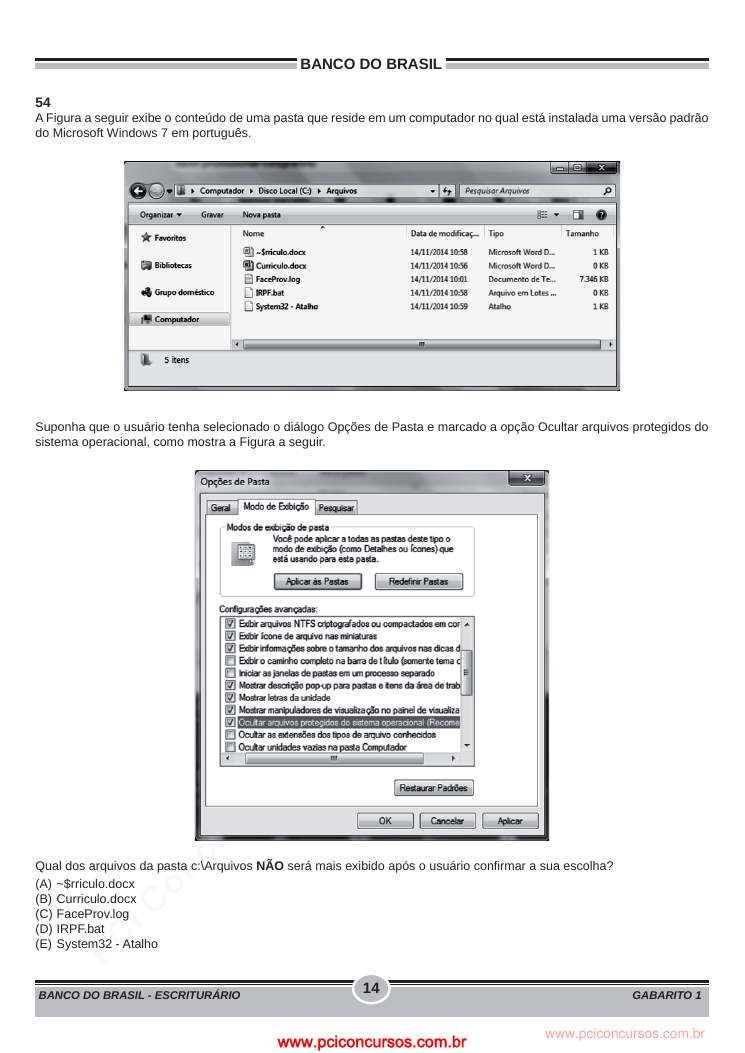 BANCO DO BRASIL
54
A Figura a seguir exibe o conteúdo de uma pasta que reside em um computador no qual está instalada uma versão padrão
do Microsoft Windows 7 em português.
Computador Disco Local (C:) Arquivos Pesquisar Arquivos
Organizar Gravar Nova pasta
Nome Data de modificaç... Tipo Tamanho
Favoritos
Bibliotecas
Grupo doméstico
Computador
~$rriculo.docx 14/11/2014 10:58 Microsoft Word D... 1 KB
Curriculo.docx 14/11/2014 10:56 Microsoft Word D... 0 KB
FaceProv.log 14/11/2014 10:01 Documento de Te... 7.346 KB
IRPF.bat 14/11/2014 10:58 Arquivo em Lotes ... 0 KB
System32 - Atalho 14/11/2014 10:59 Atalho 1 KB
5 itens
Suponha que o usuário tenha selecionado o diálogo Opções de Pasta e marcado a opção Ocultar arquivos protegidos do
sistema operacional, como mostra a Figura a seguir.
Opções de Pasta
Geral Modo de Exibição Pesquisar
Modos de exibição de pasta
Você pode aplicar a todas as pastas deste tipo o
modo de exibição (como Detalhes ou Ícones) que
está usando para esta pasta.
Aplicar às Pastas Redefinir Pastas
Configurações avançadas:
Exibir arquivos NTFS criptografados ou compactados em cor
Exibir ícone de arquivo nas miniaturas
Exibir informações sobre o tamanho dos arquivos nas dicas d
Exibir o caminho completo na barra de título (somente tema c
Iniciar as janelas de pastas em um processo separado
Mostrar descrição pop-up para pastas e itens da área de trab
Mostrar letras da unidade
Mostrar manipuladores de visualização no painel de visualiza
Ocultar arquivos protegidos do sistema operacional (Recome
Ocultar as extensões dos tipos de arquivo conhecidos
Ocultar unidades vazias na pasta Computador
Restaurar Padrões
OK Cancelar Aplicar
Qual dos arquivos da pasta c:\Arquivos NÃO será mais exibido após o usuário confirmar a sua escolha?
(A) ~$rriculo.docx
(B) Curriculo.docx
(C) FaceProv.log
(D) IRPF.bat
(E) System32 - Atalho
BANCO DO BRASIL - ESCRITURÁRIO 14 GABARITO 1
www.pciconcursos.com.br
www.pciconcursos.com.br